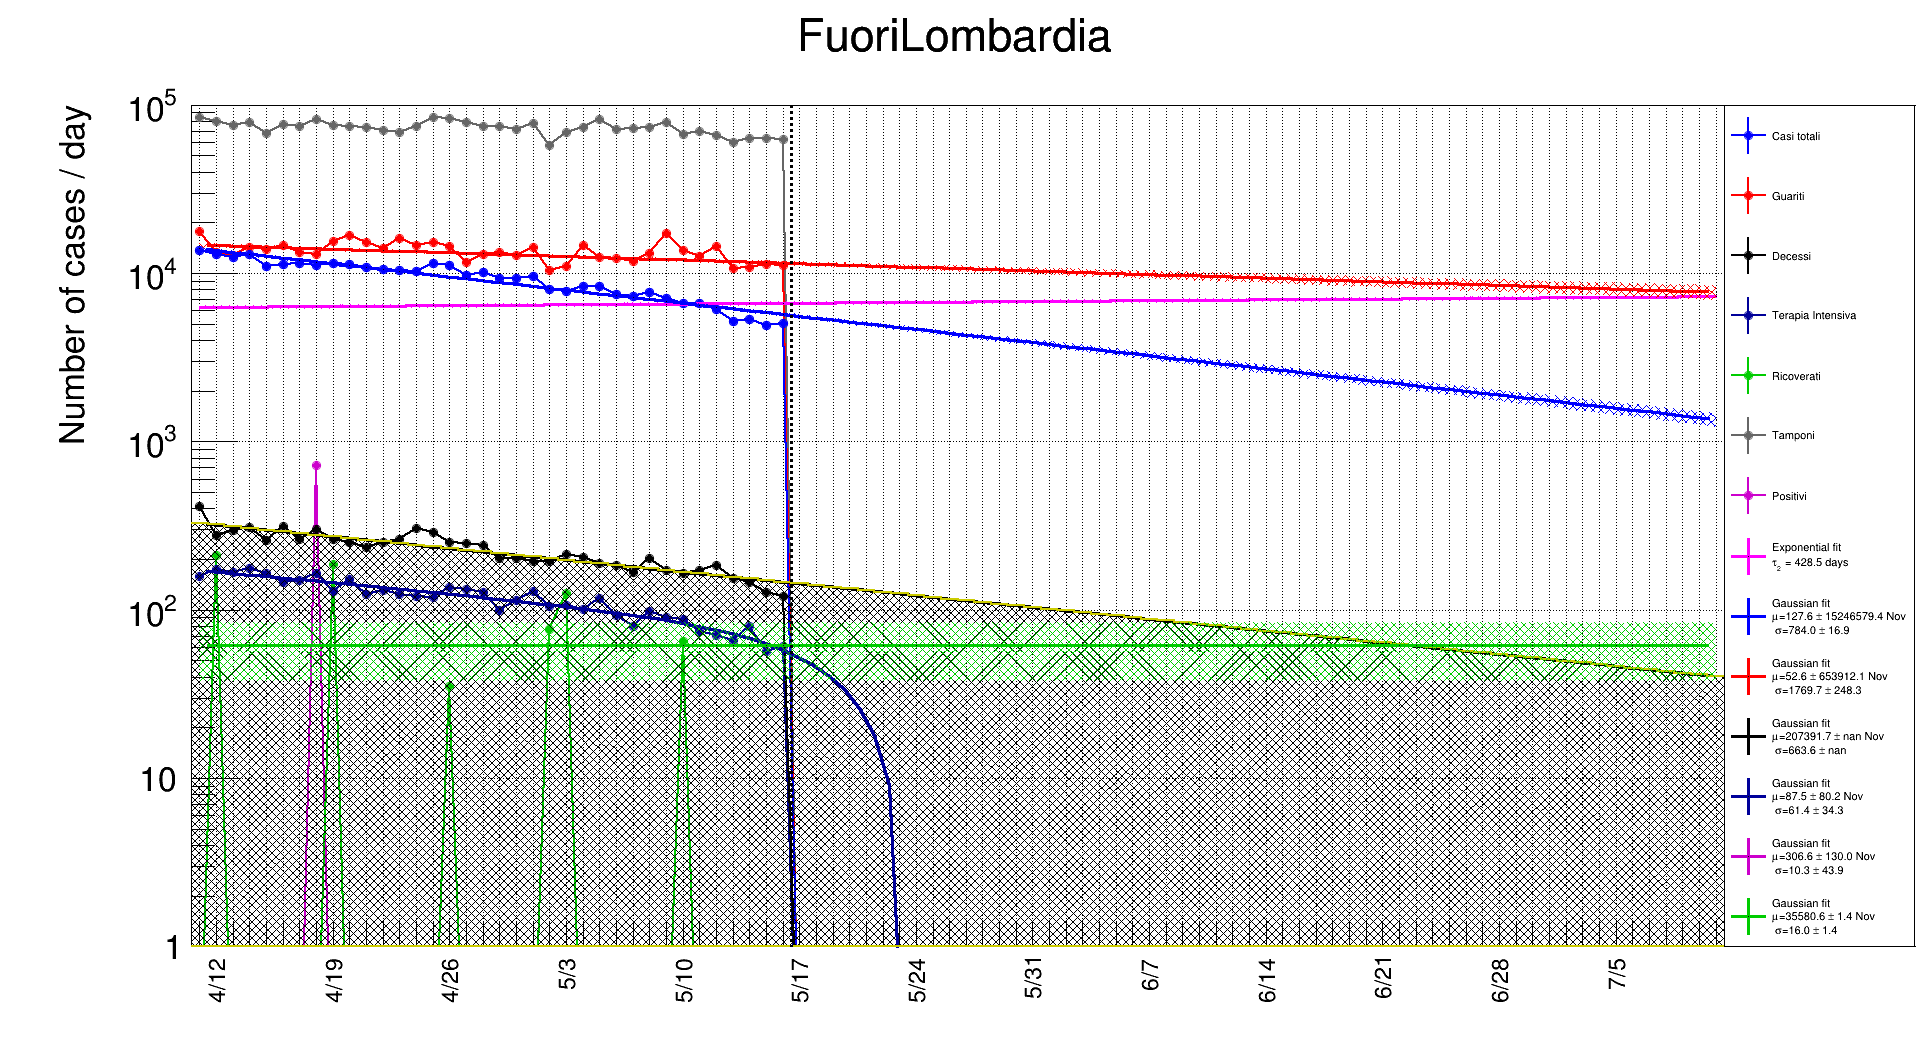 FuoriLombardia
Number of cases / day
10^5
10^4
10^3
10^2
10
1
4/12
4/19
4/26
5/3
5/10
5/17
5/24
5/31
6/7
6/14
6/21
6/28
7/5
Casi totali
Guariti
Decessi
Terapia Intensiva
Ricoverati
Tamponi
Positivi
Exponential fit
τ₂ = 428.5 days
Gaussian fit
μ=127.6 ± 15246579.4 Nov
σ=784.0 ± 16.9
Gaussian fit
μ=52.6 ± 653912.1 Nov
σ=1769.7 ± 248.3
Gaussian fit
μ=207391.7 ± nan Nov
σ=663.6 ± nan
Gaussian fit
μ=87.5 ± 80.2 Nov
σ=61.4 ± 34.3
Gaussian fit
μ=306.6 ± 130.0 Nov
σ=10.3 ± 43.9
Gaussian fit
μ=35580.6 ± 1.4 Nov
σ=16.0 ± 1.4